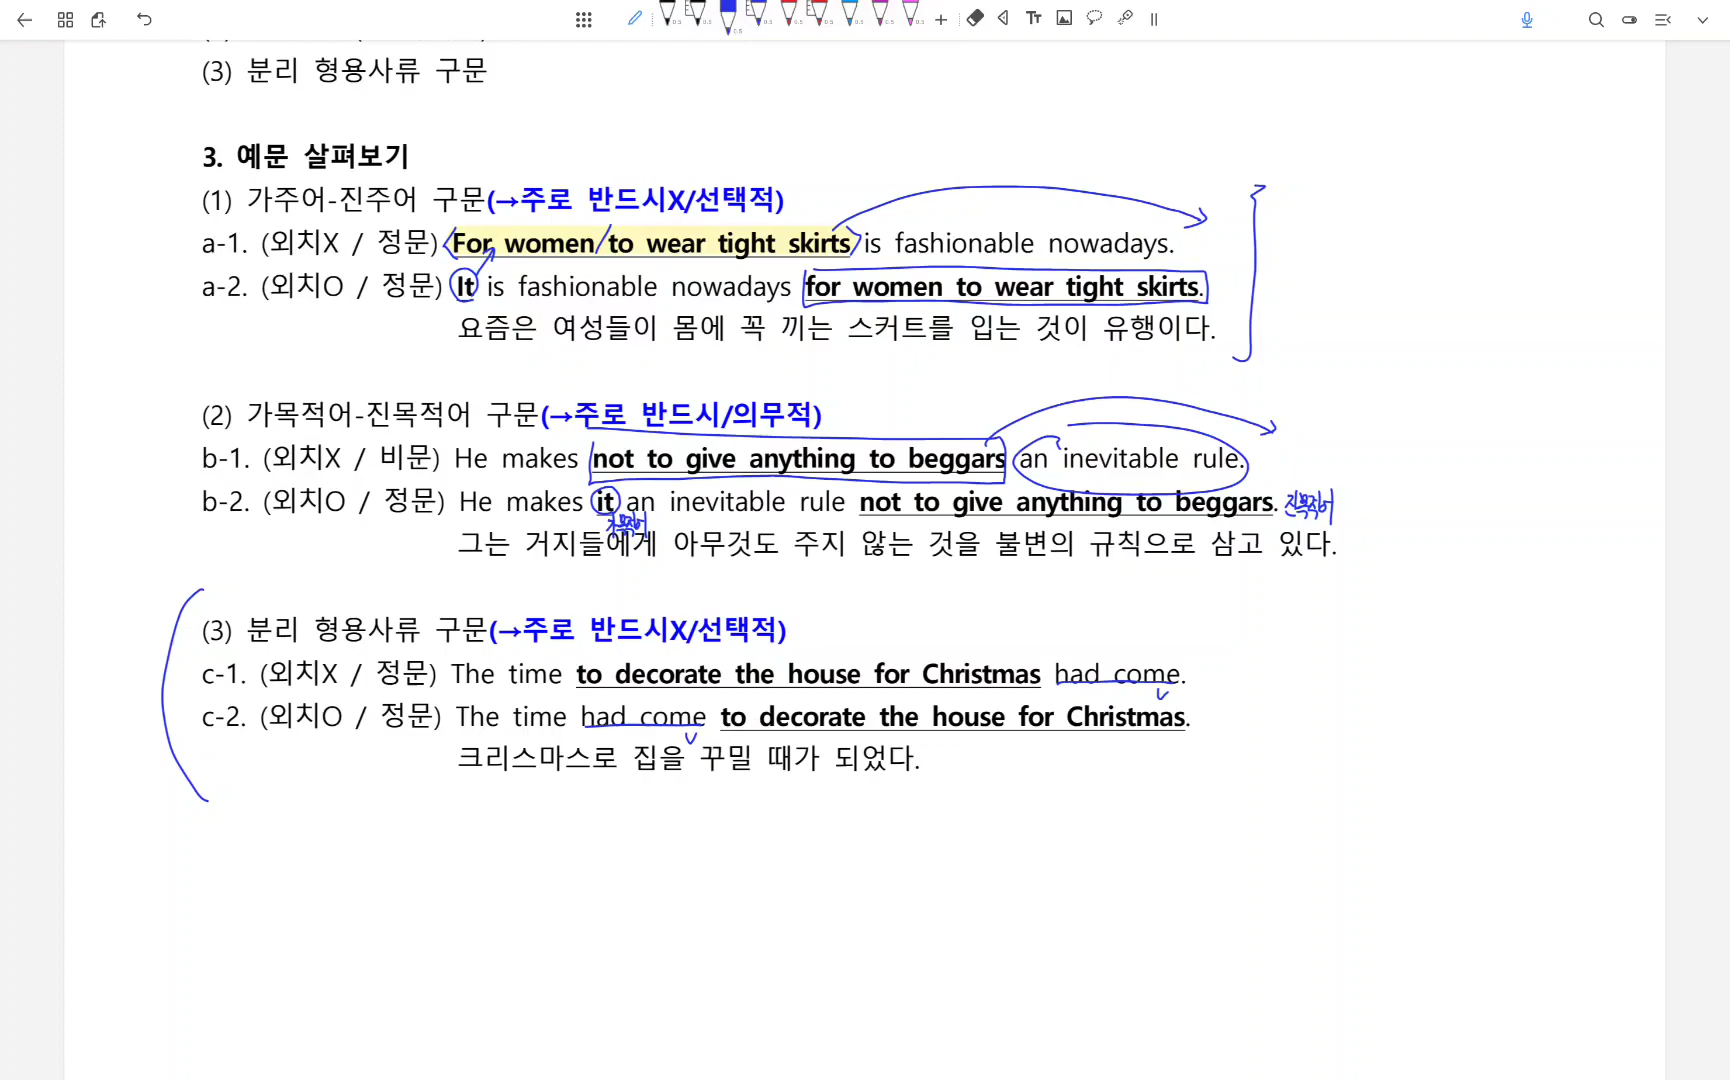 (3) 분리 형용사류 구문
3. 예문 살펴보기
(1) 가주어-진주어 구문(→주로 반드시X/선택적)
a-1. (외치X / 정문) For women to wear tight skirts is fashionable nowadays.
a-2. (외치O / 정문) It is fashionable nowadays for women to wear tight skirts.
요즘은 여성들이 몸에 꼭 끼는 스커트를 입는 것이 유행이다.
(2) 가목적어-진목적어 구문(→주로 반드시/의무적)
b-1. (외치X / 비문) He makes not to give anything to beggars an inevitable rule.
b-2. (외치O / 정문) He makes it an inevitable rule not to give anything to beggars. 진목적어
가목적어
그는 거지들에게 아무것도 주지 않는 것을 불변의 규칙으로 삼고 있다.
(3) 분리 형용사류 구문(→주로 반드시X/선택적)
c-1. (외치X / 정문) The time to decorate the house for Christmas had come.
c-2. (외치O / 정문) The time had come to decorate the house for Christmas.
크리스마스로 집을 꾸밀 때가 되었다.